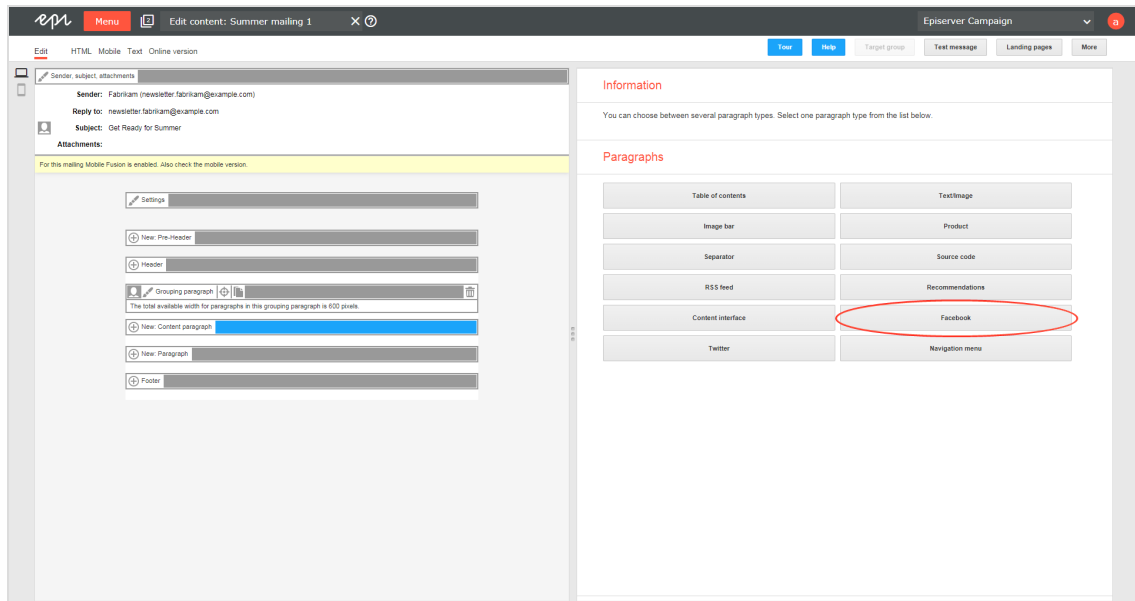 epi Menu 2 Edit content: Summer mailing 1 Episerver Campaign a
Edit HTML Mobile Text Online version Tour Help Target group Text message Landing pages More
Sender, subject, attachments
Sender: Fabrikam (newsletter.fabrikam@example.com)
Reply to: newsletter.fabrikam@example.com
Subject: Get Ready for Summer
Attachments:
For this mailing Mobile Fusion is enabled. Also check the mobile version.
Settings
New: Pre-Header
Header
Grouping paragraph
The total available width for paragraphs in this grouping paragraph is 600 pixels.
New: Content paragraph
New: Paragraph
Footer
Information
You can choose between several paragraph types. Select one paragraph type from the list below.
Paragraphs
Table of contents Text/Image
Image bar Product
Separator Source code
RSS feed Recommendations
Content interface Facebook
Twitter Navigation menu